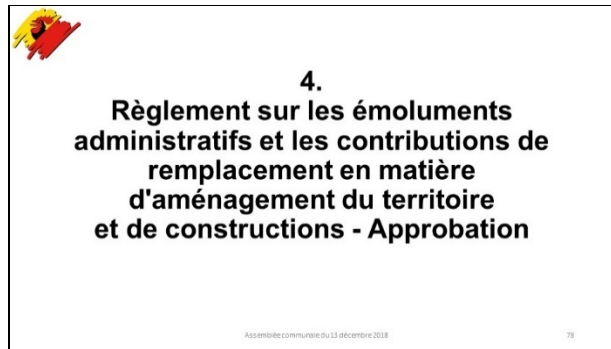 4.
Règlement sur les émoluments
administratifs et les contributions de
remplacement en matière
d'aménagement du territoire
et de constructions - Approbation
Assemblée communale du 13 décembre 2018
78